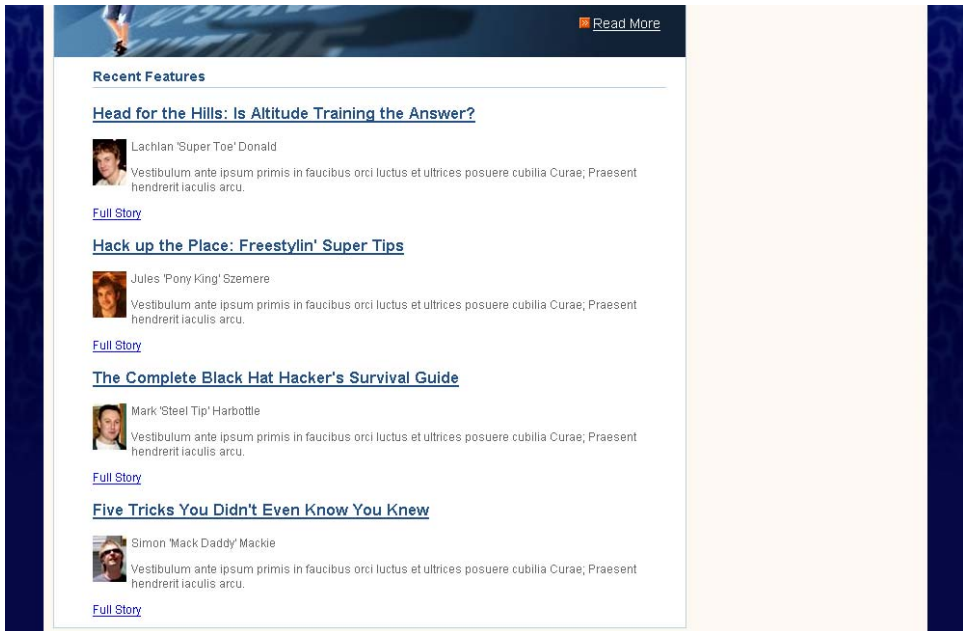 Read More
Recent Features
Head for the Hills: Is Altitude Training the Answer?
Lachlan 'Super Toe' Donald
Vestibulum ante ipsum primis in faucibus orci luctus et ultrices posuere cubilia Curae; Praesent
hendrerit iaculis arcu.
Full Story
Hack up the Place: Freestylin' Super Tips
Jules 'Pony King' Szemere
Vestibulum ante ipsum primis in faucibus orci luctus et ultrices posuere cubilia Curae; Praesent
hendrerit iaculis arcu.
Full Story
The Complete Black Hat Hacker's Survival Guide
Mark 'Steel Tip' Harbottle
Vestibulum ante ipsum primis in faucibus orci luctus et ultrices posuere cubilia Curae; Praesent
hendrerit iaculis arcu.
Full Story
Five Tricks You Didn't Even Know You Knew
Simon 'Mack Daddy' Mackie
Vestibulum ante ipsum primis in faucibus orci luctus et ultrices posuere cubilia Curae; Praesent
hendrerit iaculis arcu.
Full Story